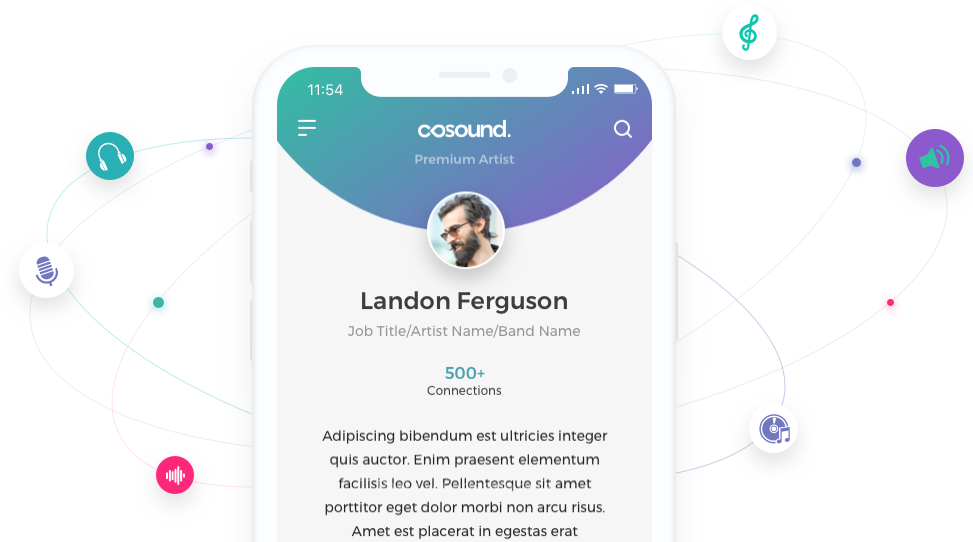 11:54
cosound.
Premium Artist
Landon Ferguson
Job Title/Artist Name/Band Name
500+
Connections
Adipiscing bibendum est ultricies integer
quis auctor. Enim praesent elementum
facilisis leo vel. Pellentesque sit amet
porttitor eget dolor morbi non arcu risus.
Amet est placerat in egestas erat